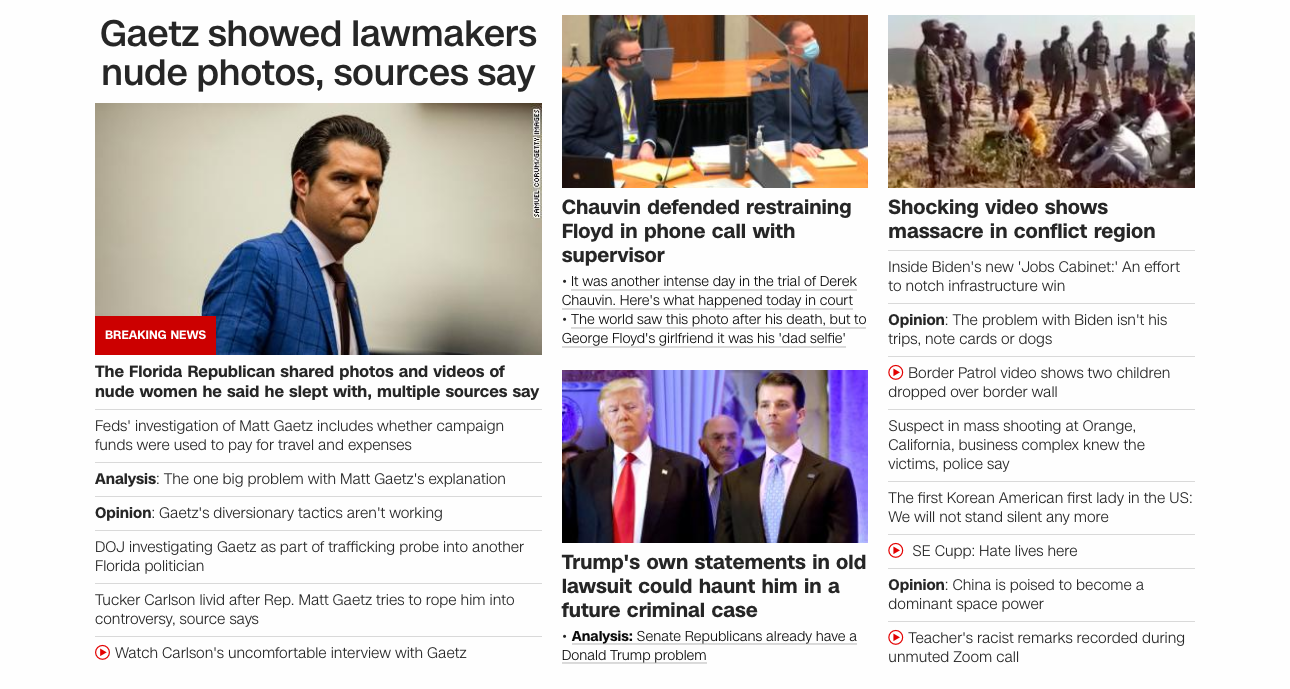 Gaetz showed lawmakers
nude photos, sources say
SAMUEL CORUM/GETTY IMAGES
BREAKING NEWS
The Florida Republican shared photos and videos of
nude women he said he slept with, multiple sources say
Feds' investigation of Matt Gaetz includes whether campaign
funds were used to pay for travel and expenses
Analysis: The one big problem with Matt Gaetz's explanation
Opinion: Gaetz's diversionary tactics aren't working
DOJ investigating Gaetz as part of trafficking probe into another
Florida politician
Tucker Carlson livid after Rep. Matt Gaetz tries to rope him into
controversy, source says
Watch Carlson's uncomfortable interview with Gaetz
Chauvin defended restraining
Floyd in phone call with
supervisor
• It was another intense day in the trial of Derek
Chauvin. Here's what happened today in court
• The world saw this photo after his death, but to
George Floyd's girlfriend it was his 'dad selfie'
Trump's own statements in old
lawsuit could haunt him in a
future criminal case
• Analysis: Senate Republicans already have a
Donald Trump problem
Shocking video shows
massacre in conflict region
Inside Biden's new 'Jobs Cabinet:' An effort
to notch infrastructure win
Opinion: The problem with Biden isn't his
trips, note cards or dogs
Border Patrol video shows two children
dropped over border wall
Suspect in mass shooting at Orange,
California, business complex knew the
victims, police say
The first Korean American first lady in the US:
We will not stand silent any more
SE Cupp: Hate lives here
Opinion: China is poised to become a
dominant space power
Teacher's racist remarks recorded during
unmuted Zoom call